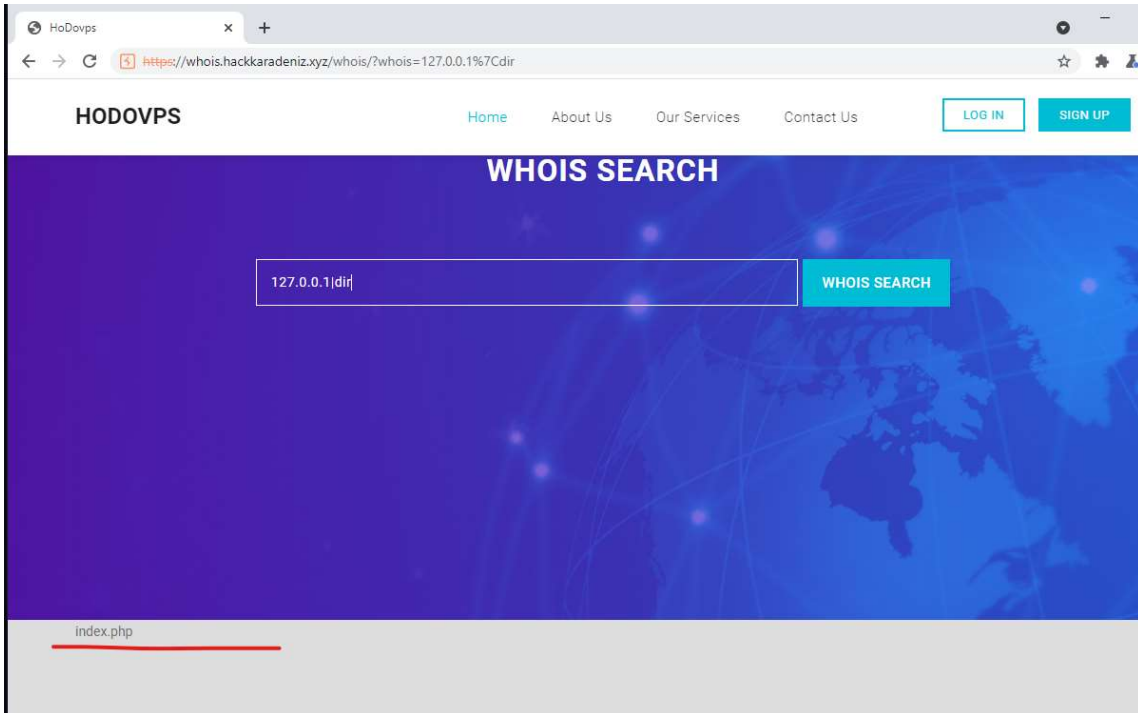 HoDovps
https://whois.hackkaradeniz.xyz/whois/?whois=127.0.0.1%7Cdir
HODOVPS Home About Us Our Services Contact Us LOG IN SIGN UP
WHOIS SEARCH
127.0.0.1|dir WHOIS SEARCH
index.php